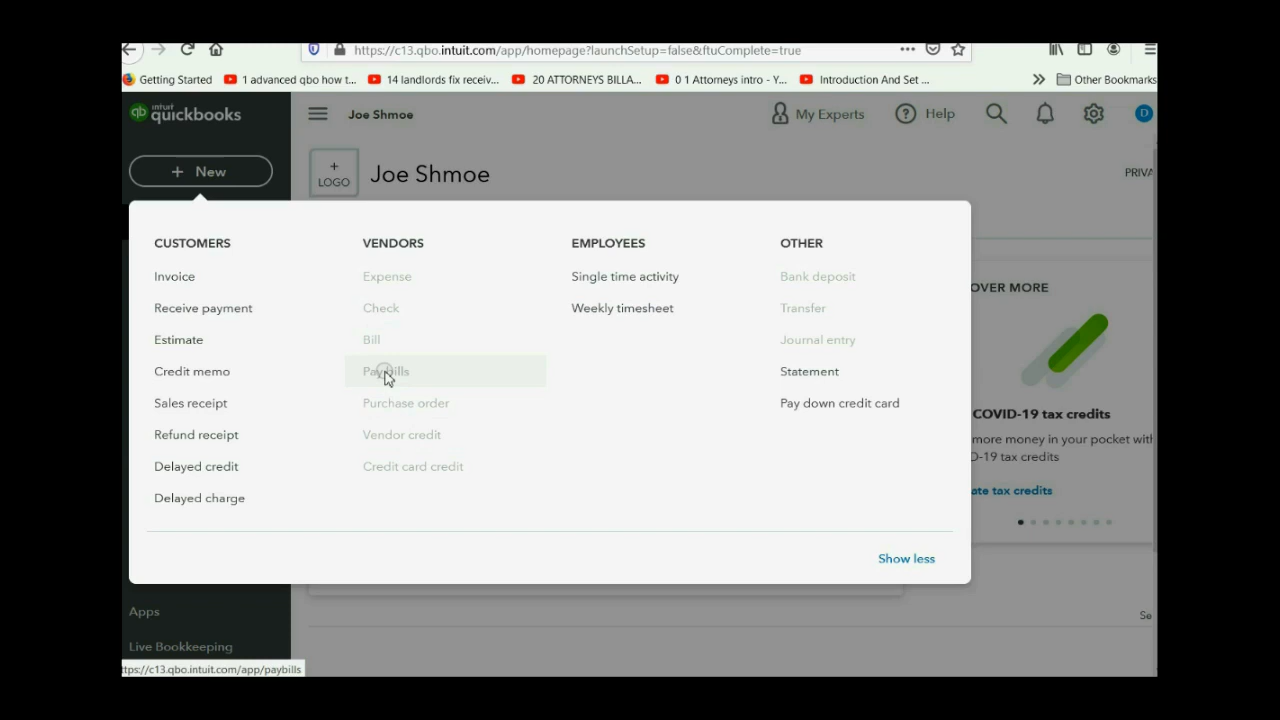 https://c13.qbo.intuit.com/app/homepage?launchSetup=false&ftuComplete=true
Getting Started
1 advanced qbo how t...
14 landlords fix receiv...
20 ATTORNEYS BILLA...
0 1 Attorneys intro - Y...
Introduction And Set ...
Other Bookmarks
qb intuit quickbooks
Joe Shmoe
My Experts
? Help
D
+ New
+ LOGO
Joe Shmoe
PRIVA
CUSTOMERS
Invoice
Receive payment
Estimate
Credit memo
Sales receipt
Refund receipt
Delayed credit
Delayed charge
VENDORS
Expense
Check
Bill
Pay bills
Purchase order
Vendor credit
Credit card credit
EMPLOYEES
Single time activity
Weekly timesheet
OTHER
Bank deposit
Transfer
Journal entry
Statement
Pay down credit card
Show less
OVER MORE
COVID-19 tax credits
more money in your pocket with
D-19 tax credits
ate tax credits
Se
Apps
Live Bookkeeping
ttps://c13.qbo.intuit.com/app/paybills